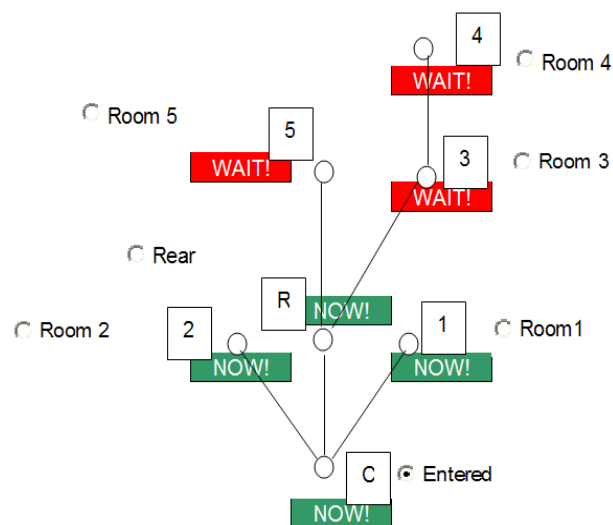 4
Room 4
WAIT!
Room 5
5
3
Room 3
WAIT!
WAIT!
Rear
R
NOW!
Room 2
2
1
Room1
NOW!
NOW!
C
Entered
NOW!